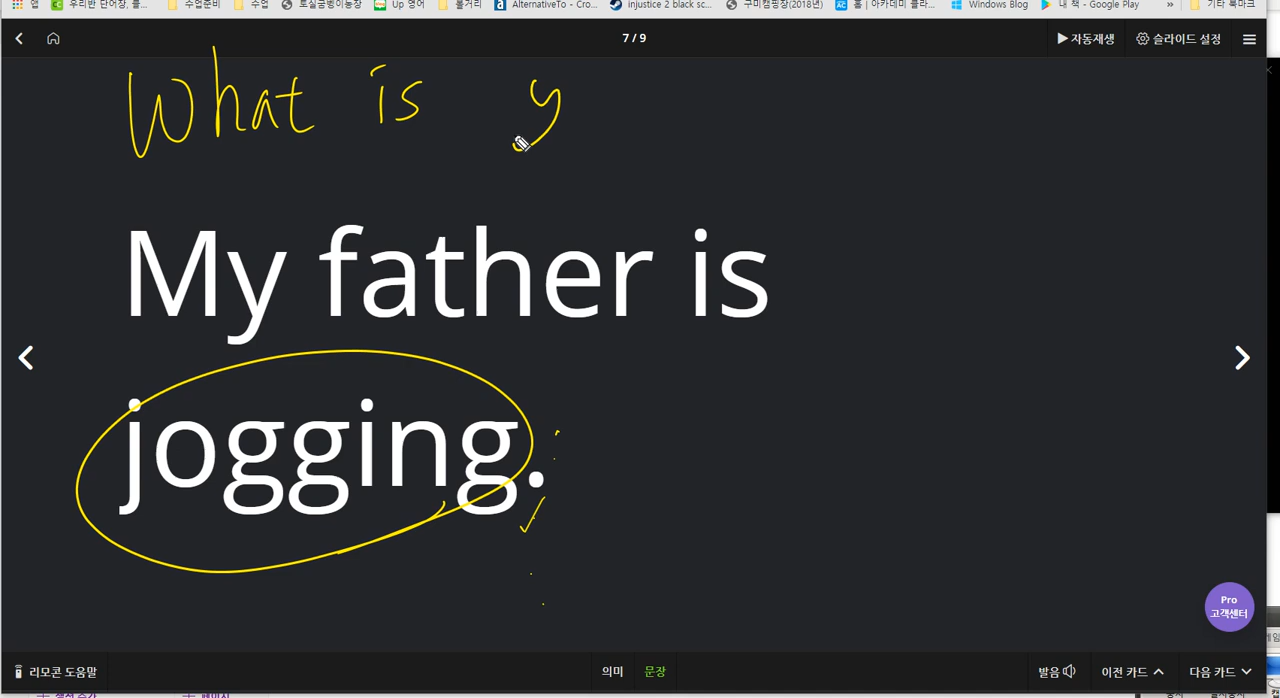 앱 우리반 단어장, 클... 수업준비 수업 토실굼벵이농장 Up 영어 볼거리 AlternativeTo - Cro... injustice 2 black sc... 구미캠핑장(2018년) 홈 | 아카데미 클라... Windows Blog 내 책 - Google Play » 기타 북마크
7 / 9 자동재생 슬라이드 설정
What is y
My father is
jogging.
Pro
고객센터
리모콘 도움말 의미 문장 발음 이전 카드 다음 카드